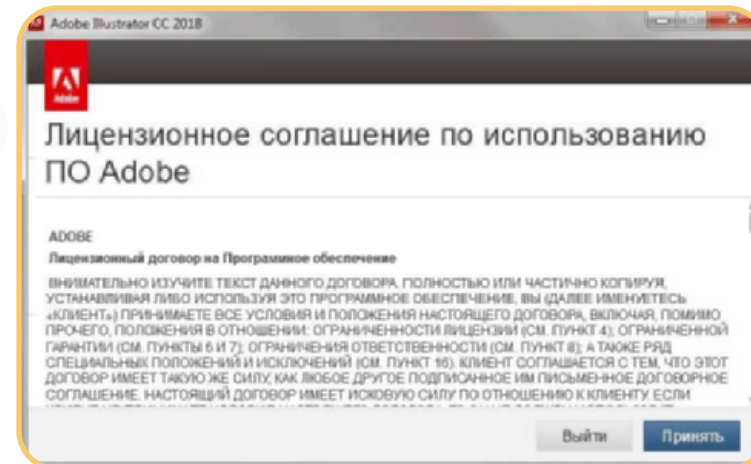 Adobe Illustrator CC 2018
Adobe
Лицензионное соглашение по использованию
ПО Adobe
ADOBE
Лицензионный договор на Программное обеспечение
ВНИМАТЕЛЬНО ИЗУЧИТЕ ТЕКСТ ДАННОГО ДОГОВОРА. ПОЛНОСТЬЮ ИЛИ ЧАСТИЧНО КОПИРУЯ,
УСТАНАВЛИВАЯ ЛИБО ИСПОЛЬЗУЯ ЭТО ПРОГРАММНОЕ ОБЕСПЕЧЕНИЕ, ВЫ (ДАЛЕЕ ИМЕНУЕТЕСЬ
«КЛИЕНТ») ПРИНИМАЕТЕ ВСЕ УСЛОВИЯ И ПОЛОЖЕНИЯ НАСТОЯЩЕГО ДОГОВОРА, ВКЛЮЧАЯ, ПОМИМО
ПРОЧЕГО, ПОЛОЖЕНИЯ В ОТНОШЕНИИ: ОГРАНИЧЕННОСТИ ЛИЦЕНЗИИ (СМ. ПУНКТ 4); ОГРАНИЧЕННОЙ
ГАРАНТИИ (СМ. ПУНКТЫ 6 И 7); ОГРАНИЧЕНИЯ ОТВЕТСТВЕННОСТИ (СМ. ПУНКТ 8); А ТАКЖЕ РЯД
СПЕЦИАЛЬНЫХ ПОЛОЖЕНИЙ И ИСКЛЮЧЕНИЙ (СМ. ПУНКТ 16). КЛИЕНТ СОГЛАШАЕТСЯ С ТЕМ, ЧТО ЭТОТ
ДОГОВОР ИМЕЕТ ТАКУЮ ЖЕ СИЛУ, КАК ЛЮБОЕ ДРУГОЕ ПОДПИСАННОЕ ИМ ПИСЬМЕННОЕ ДОГОВОРНОЕ
СОГЛАШЕНИЕ. НАСТОЯЩИЙ ДОГОВОР ИМЕЕТ ИСКОВУЮ СИЛУ ПО ОТНОШЕНИЮ К КЛИЕНТУ. ЕСЛИ
Выйти
Принять